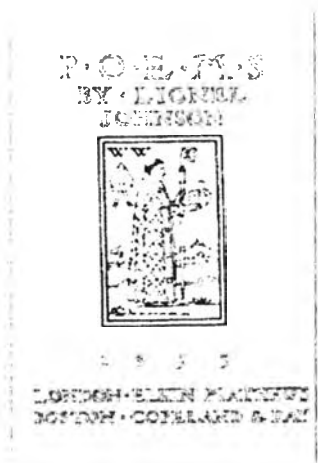 P·O·E·M·S
BY · LIONEL
JOHNSON
W W
LONDON·ELKIN MATHEWS
BOSTON·COPELAND & DAY